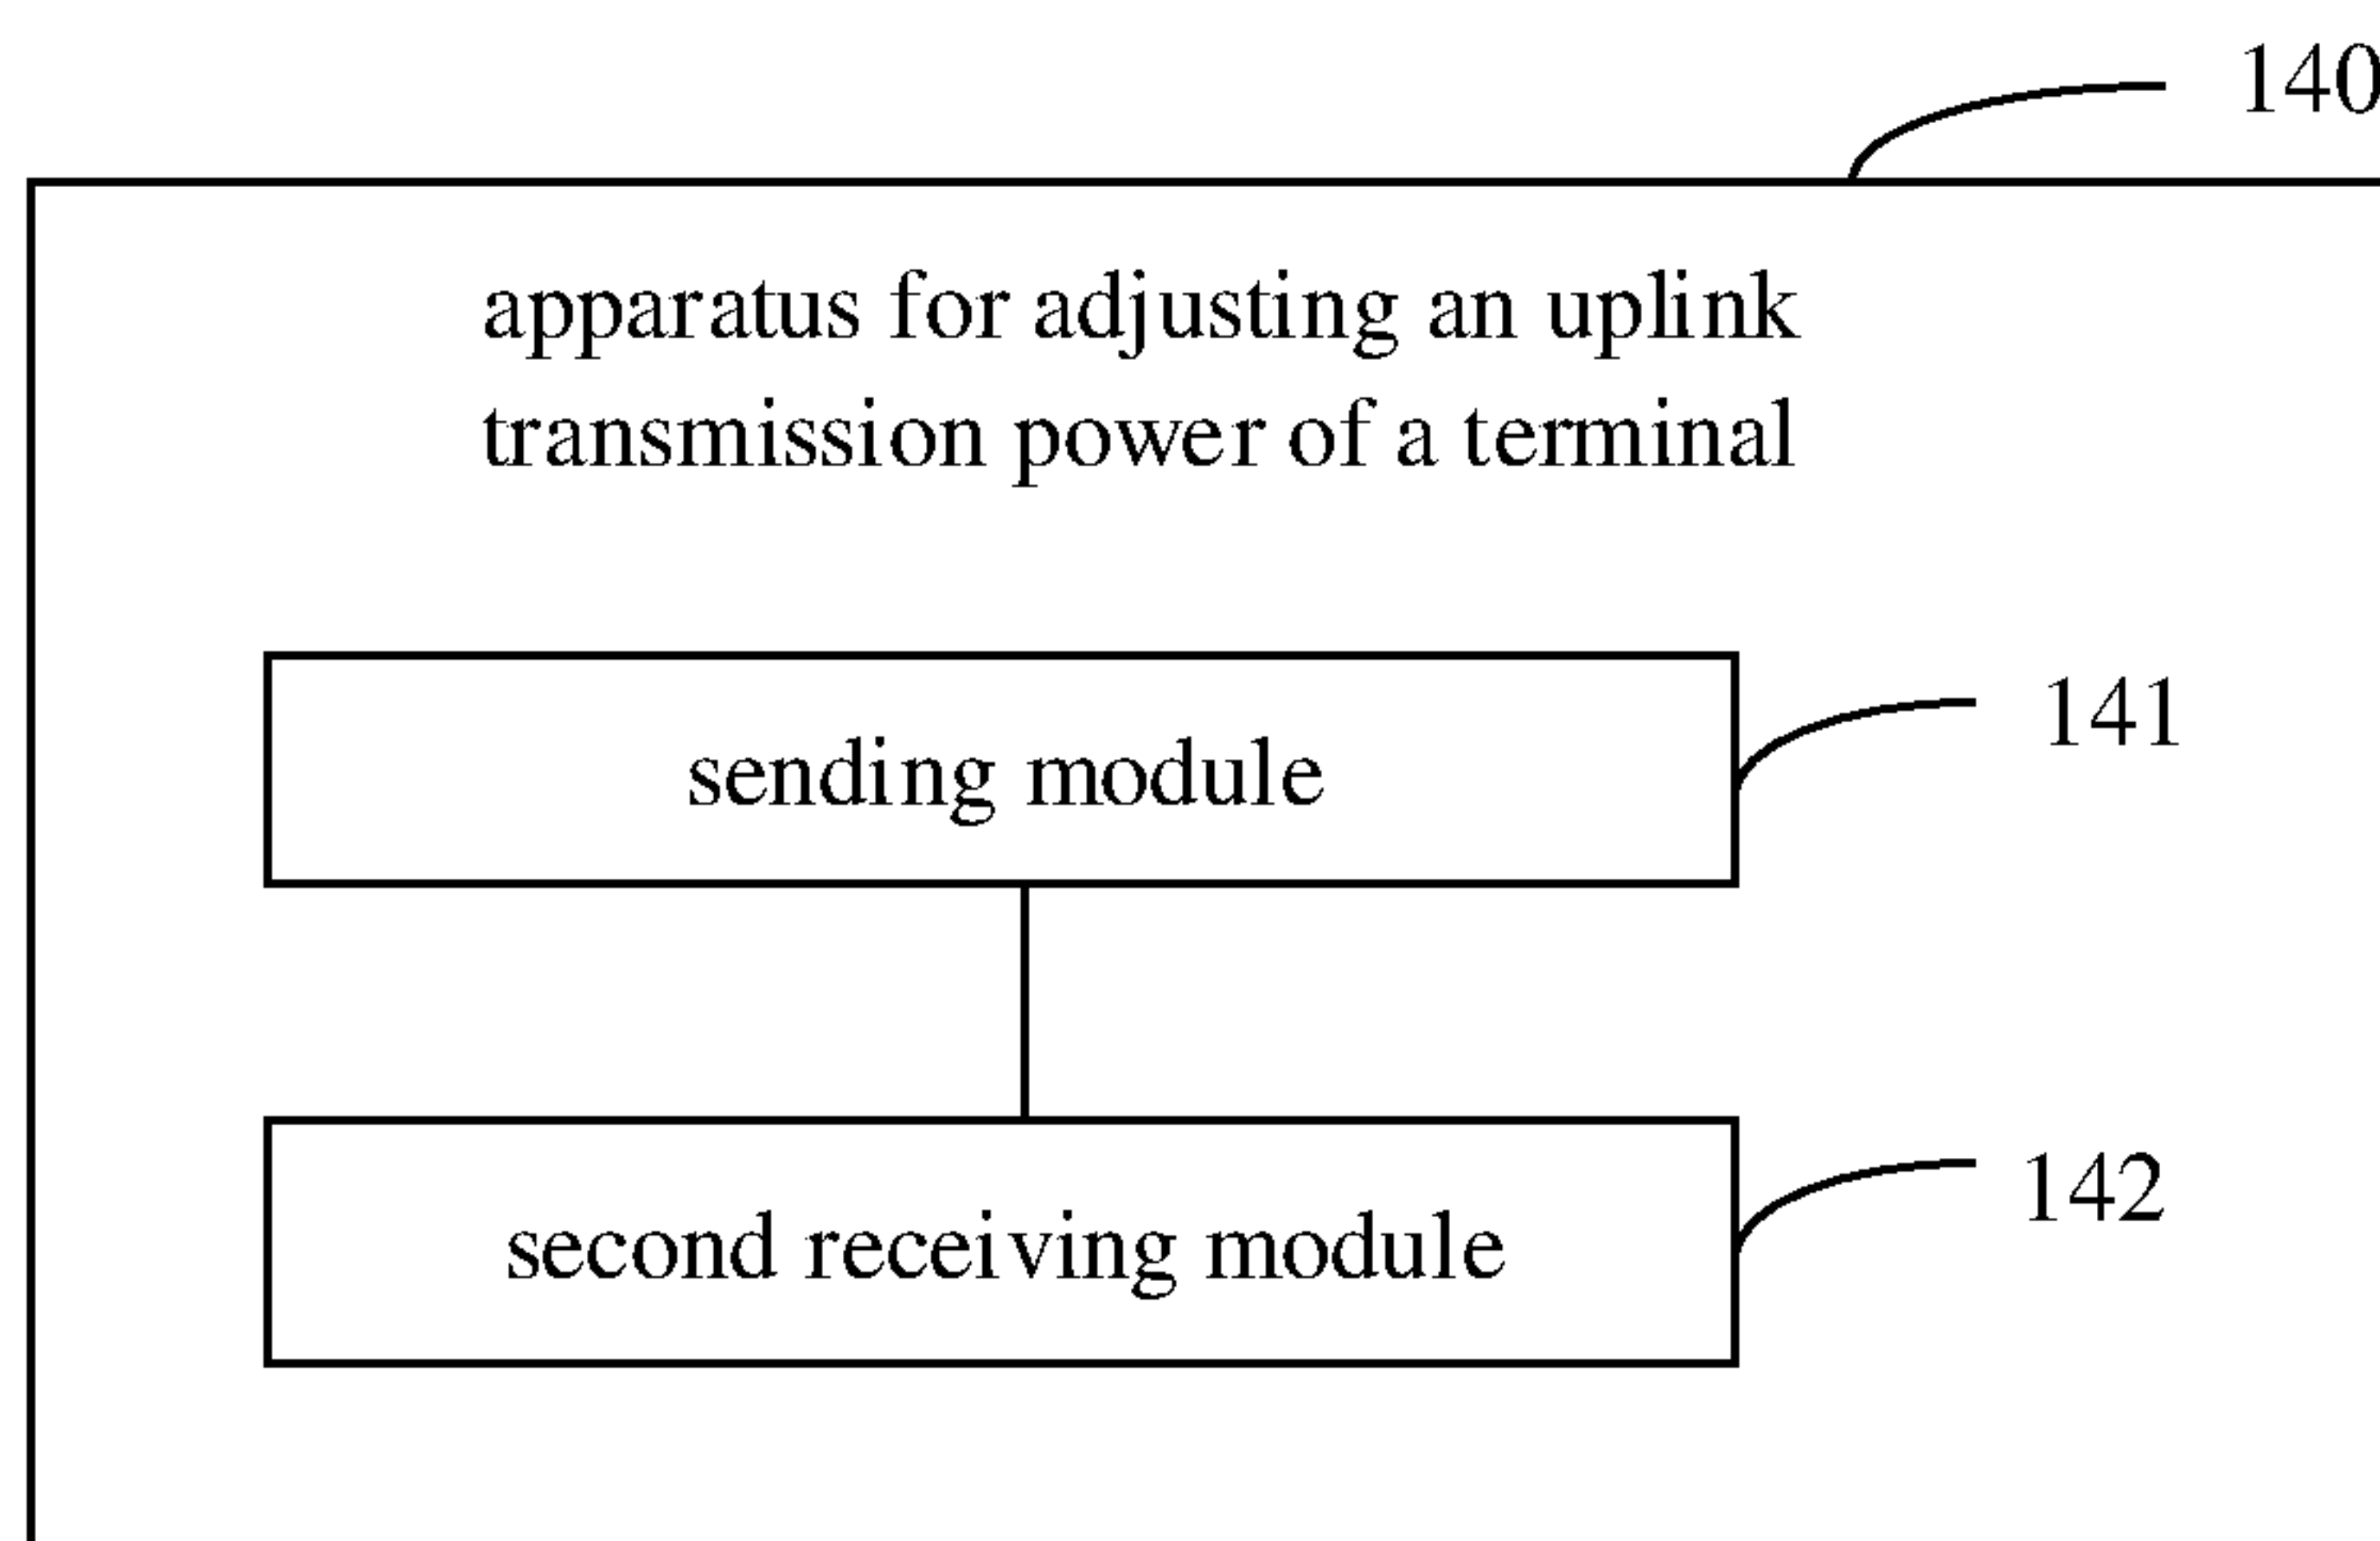 140
apparatus for adjusting an uplink
transmission power of a terminal
sending module
141
second receiving module
142